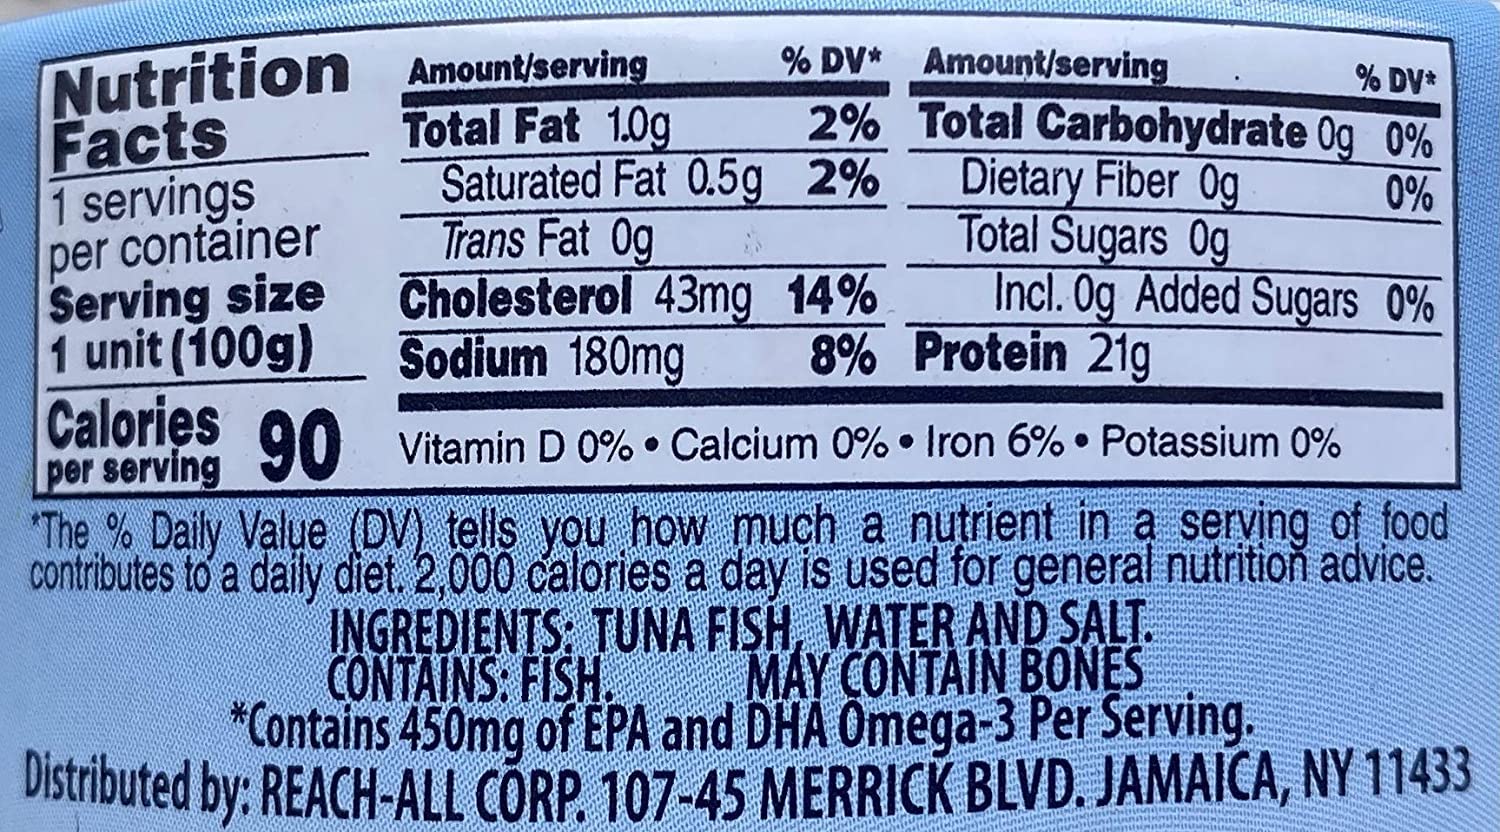 Nutrition
Facts
1 servings
per container
Serving size
1 unit (100g)
Calories
per serving 90
Amount/serving % DV*
Total Fat 1.0g 2%
Saturated Fat 0.5g 2%
Trans Fat 0g
Cholesterol 43mg 14%
Sodium 180mg 8%
Amount/serving % DV*
Total Carbohydrate 0g 0%
Dietary Fiber 0g 0%
Total Sugars 0g
Incl. 0g Added Sugars 0%
Protein 21g
Vitamin D 0% • Calcium 0% • Iron 6% • Potassium 0%
*The % Daily Value (DV) tells you how much a nutrient in a serving of food
contributes to a daily diet. 2,000 calories a day is used for general nutrition advice.
INGREDIENTS: TUNA FISH, WATER AND SALT.
CONTAINS: FISH. MAY CONTAIN BONES
*Contains 450mg of EPA and DHA Omega-3 Per Serving.
Distributed by: REACH-ALL CORP. 107-45 MERRICK BLVD. JAMAICA, NY 11433